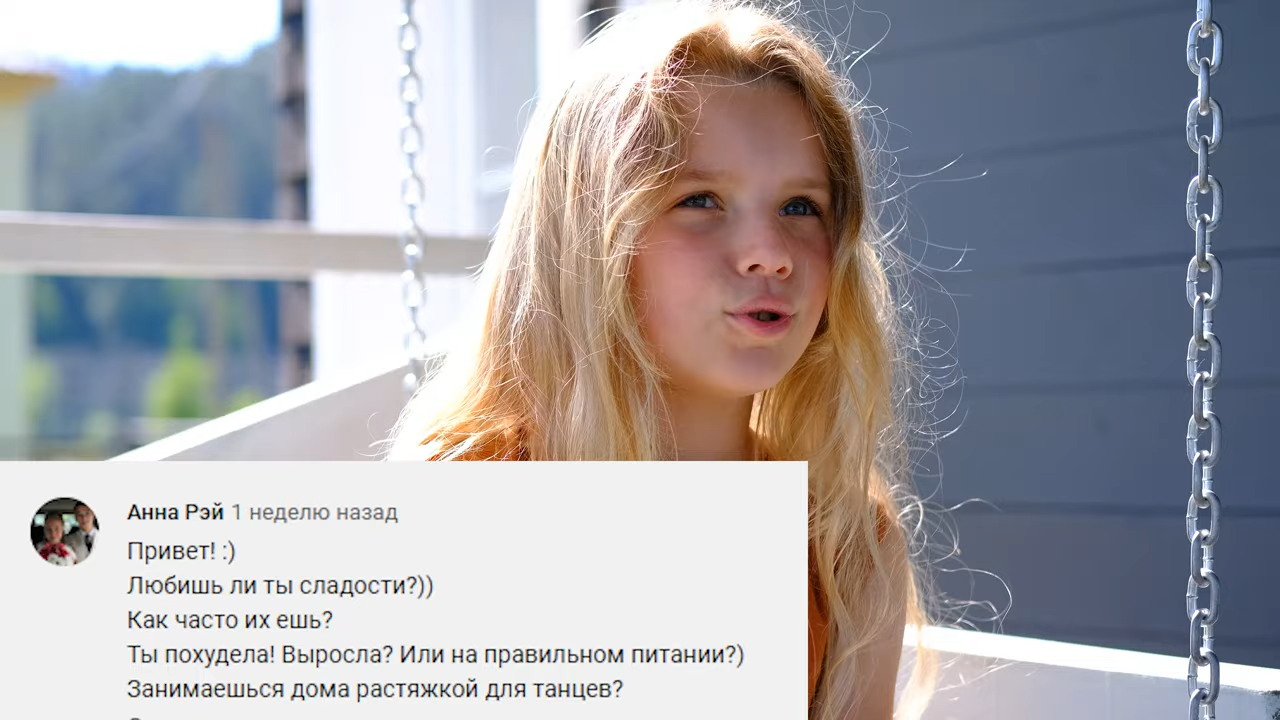 Анна Рэй 1 неделю назад
Привет! :)
Любишь ли ты сладости?))
Как часто их ешь?
Ты похудела! Выросла? Или на правильном питании?)
Занимаешься дома растяжкой для танцев?